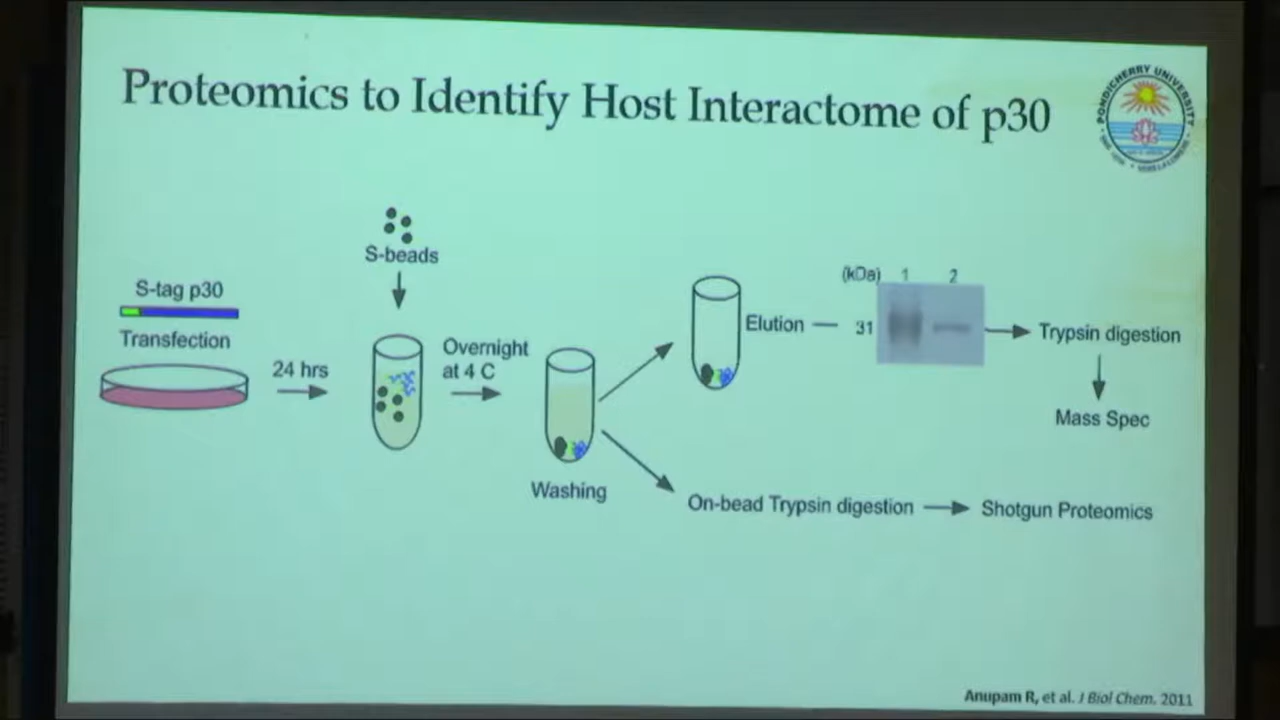 Proteomics to Identify Host Interactome of p30
PONDICHERRY UNIVERSITY
S-beads
S-tag p30
Transfection
24 hrs
Overnight
at 4 C
Washing
Elution
(kDa) 1 2
31
Trypsin digestion
Mass Spec
On-bead Trypsin digestion
Shotgun Proteomics
Anupam R, et al. J Biol Chem. 2011